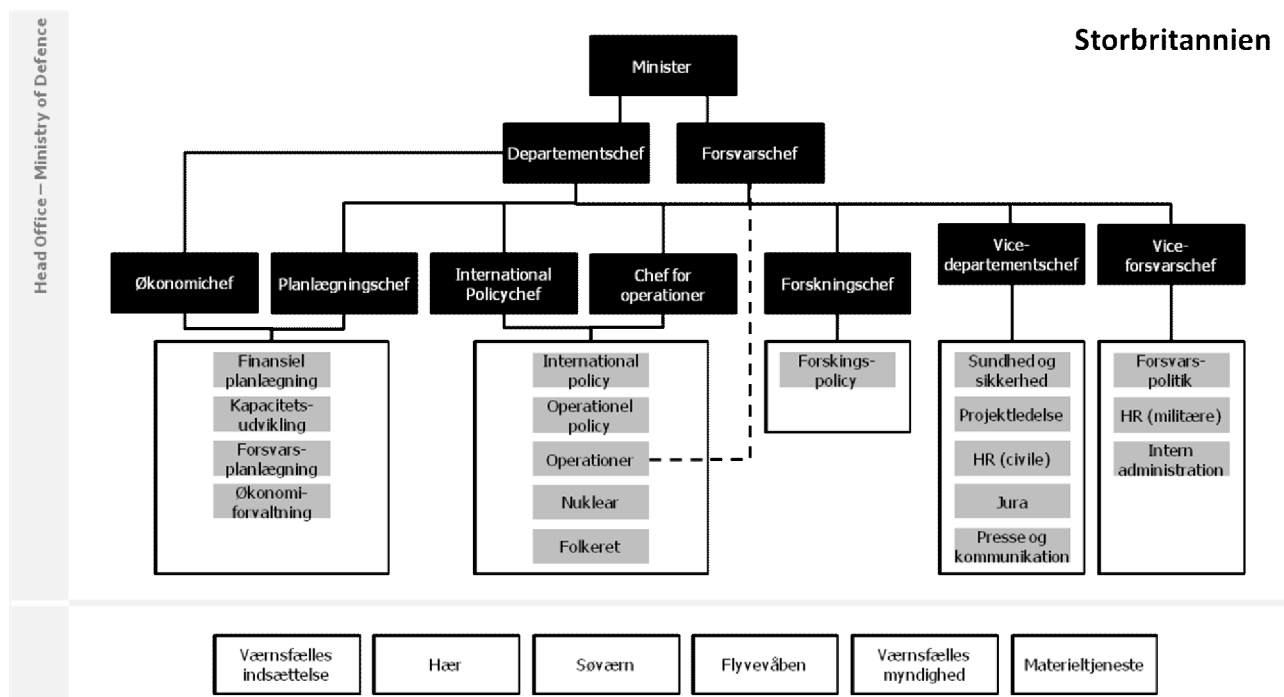 Head Office – Ministry of Defence
Storbritannien
Minister
Departementschef
Forsvarschef
Økonomichef
Planlægningschef
International
Policychef
Chef for
operationer
Forskningschef
Vice-
departementschef
Vice-
forsvarschef
Finansiel
planlægning
Kapacitets-
udvikling
Forsvars-
planlægning
Økonomi-
forvaltning
International
policy
Operationel
policy
Operationer
Nuklear
Folkeret
Forskings-
policy
Sundhed og
sikkerhed
Projektledelse
HR (civile)
Jura
Presse og
kommunikation
Forsvars-
politik
HR (militære)
Intern
administration
Værnsfælles
indsættelse
Hær
Søværn
Flyvevåben
Værnsfælles
myndighed
Materieltjeneste